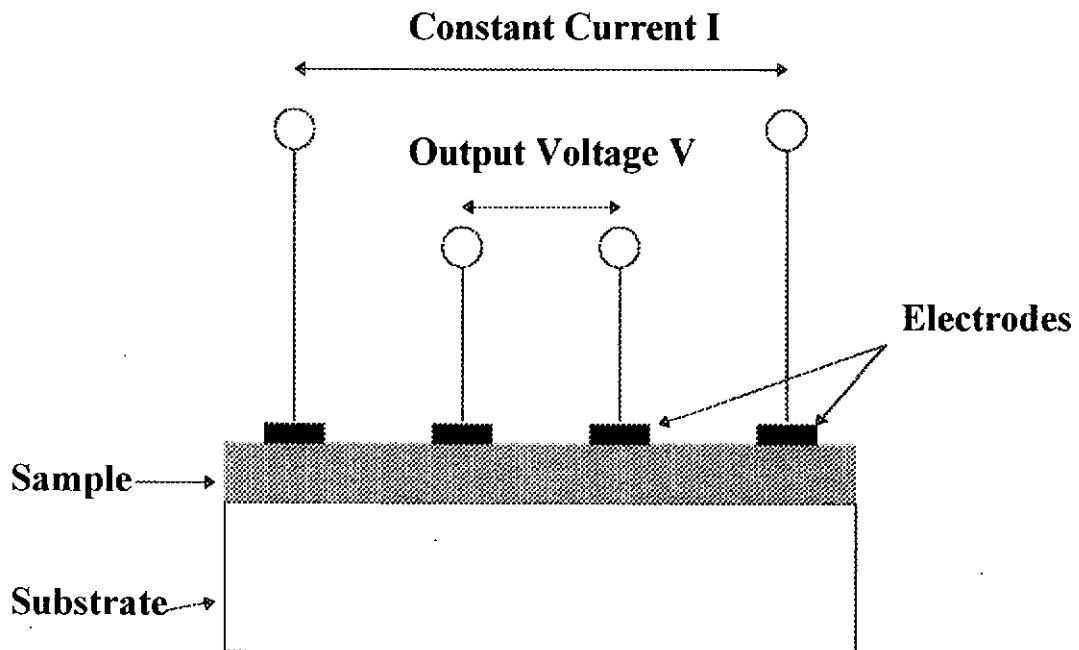 Constant Current I
Output Voltage V
Electrodes
Sample
Substrate